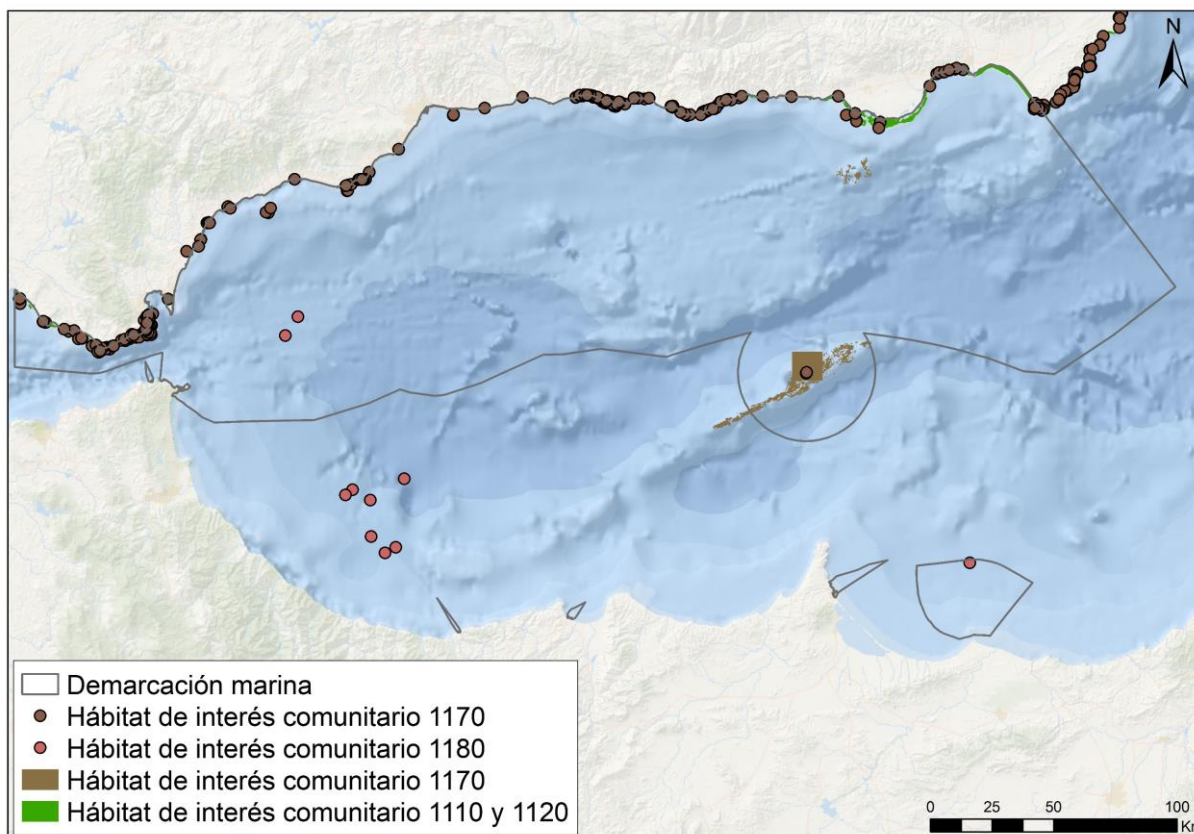 N
Demarcación marina
Hábitat de interés comunitario 1170
Hábitat de interés comunitario 1180
Hábitat de interés comunitario 1170
Hábitat de interés comunitario 1110 y 1120
0 25 50 100
Km